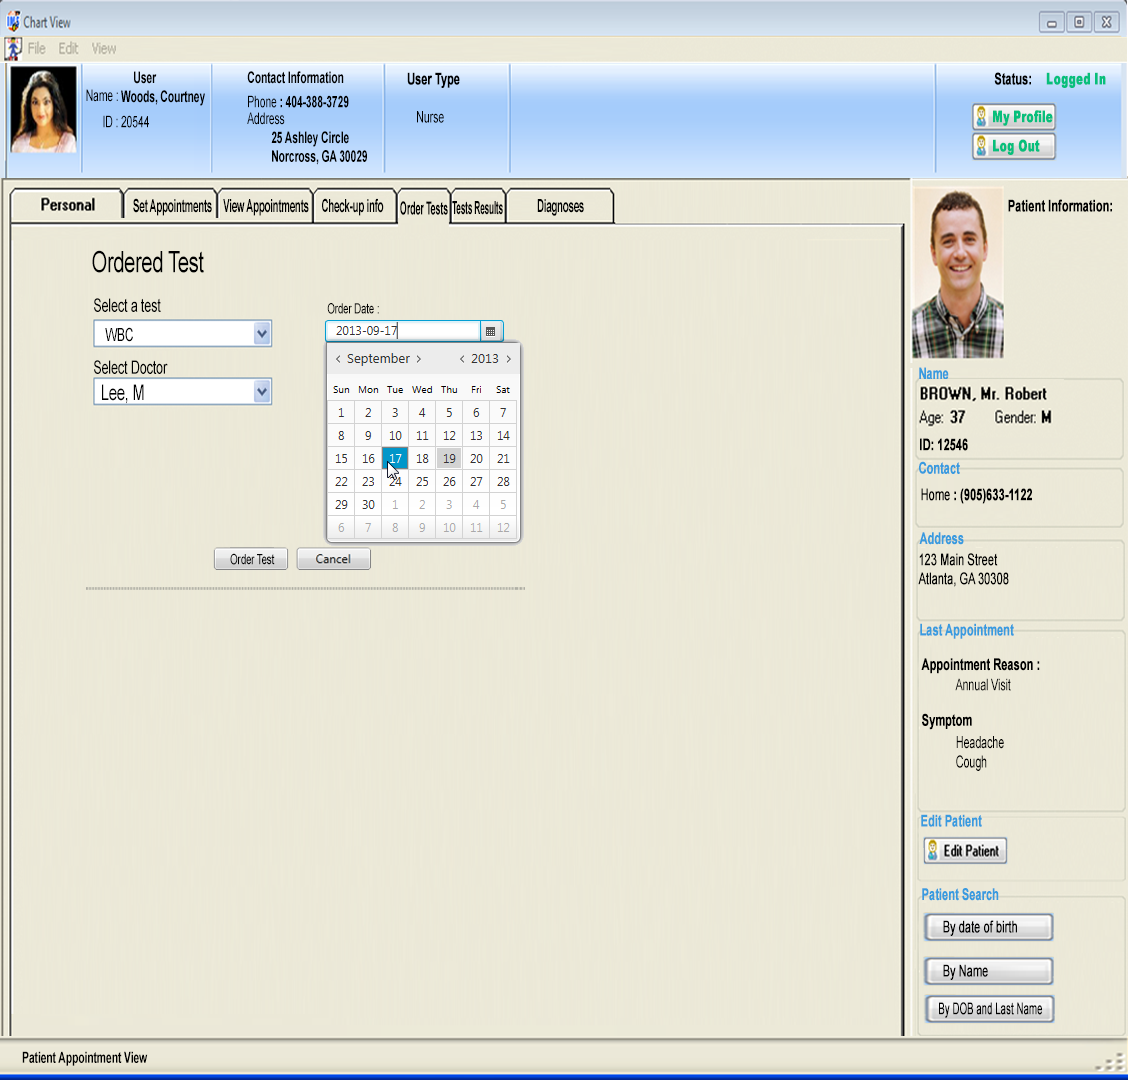 Chart View
File Edit View
User
Name : Woods, Courtney
ID : 20544
Contact Information
Phone : 404-388-3729
Address
25 Ashley Circle
Norcross, GA 30029
User Type
Nurse
Status: Logged In
My Profile
Log Out
Personal
Set Appointments
View Appointments
Check-up info
Order Tests
Tests Results
Diagnoses
Ordered Test
Select a test
WBC
Select Doctor
Lee, M
Order Date :
2013-09-17
‹ September › ‹ 2013 ›
Sun Mon Tue Wed Thu Fri Sat
1 2 3 4 5 6 7
8 9 10 11 12 13 14
15 16 17 18 19 20 21
22 23 24 25 26 27 28
29 30 1 2 3 4 5
6 7 8 9 10 11 12
Order Test
Cancel
Patient Information:
Name
BROWN, Mr. Robert
Age: 37 Gender: M
ID: 12546
Contact
Home : (905)633-1122
Address
123 Main Street
Atlanta, GA 30308
Last Appointment
Appointment Reason :
Annual Visit
Symptom
Headache
Cough
Edit Patient
Edit Patient
Patient Search
By date of birth
By Name
By DOB and Last Name
Patient Appointment View